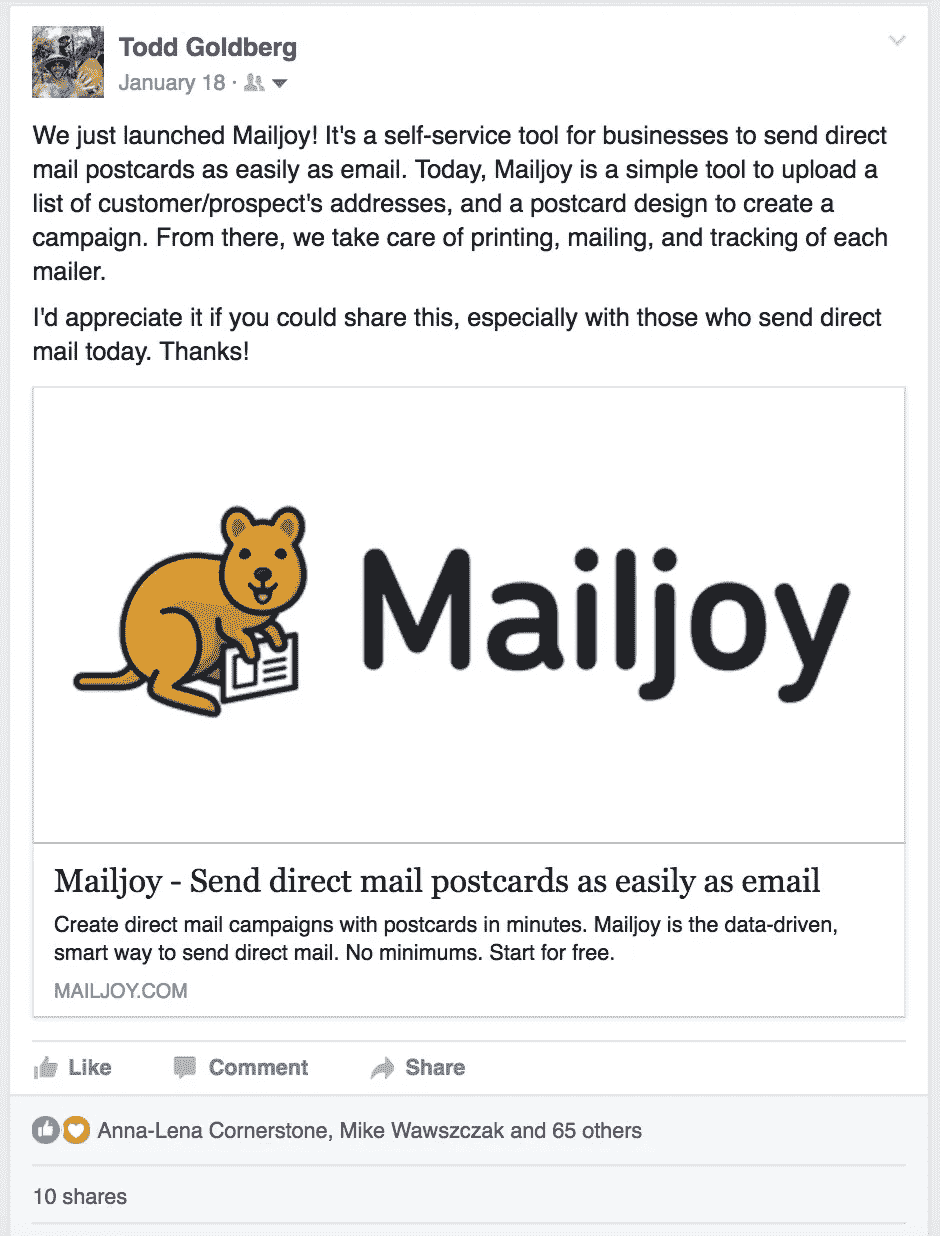 Todd Goldberg
January 18 ·
We just launched Mailjoy! It's a self-service tool for businesses to send direct
mail postcards as easily as email. Today, Mailjoy is a simple tool to upload a
list of customer/prospect's addresses, and a postcard design to create a
campaign. From there, we take care of printing, mailing, and tracking of each
mailer.
I'd appreciate it if you could share this, especially with those who send direct
mail today. Thanks!
Mailjoy
Mailjoy - Send direct mail postcards as easily as email
Create direct mail campaigns with postcards in minutes. Mailjoy is the data-driven,
smart way to send direct mail. No minimums. Start for free.
MAILJOY.COM
Like Comment Share
Anna-Lena Cornerstone, Mike Wawszczak and 65 others
10 shares